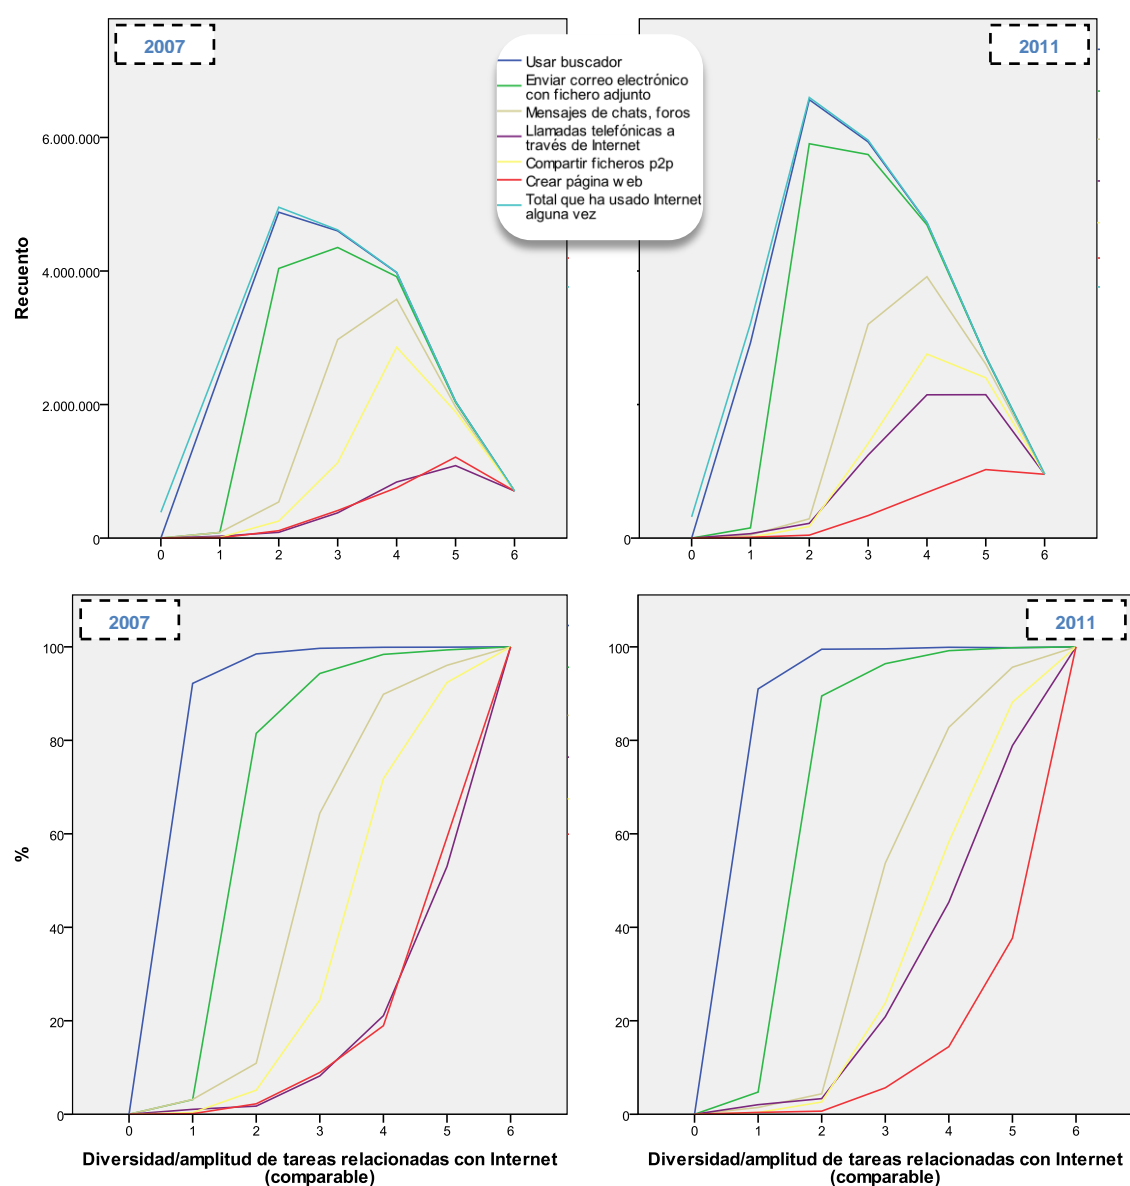 2007
2011
Usar buscador
Enviar correo electrónico
con fichero adjunto
Mensajes de chats, foros
Llamadas telefónicas a
través de Internet
Compartir ficheros p2p
Crear página web
Total que ha usado Internet
alguna vez
Recuento
6.000.000
4.000.000
2.000.000
0
0 1 2 3 4 5 6
0
0 1 2 3 4 5 6
2007
2011
%
100
80
60
40
20
0
0 1 2 3 4 5 6
Diversidad/amplitud de tareas relacionadas con Internet
(comparable)
100
80
60
40
20
0
0 1 2 3 4 5 6
Diversidad/amplitud de tareas relacionadas con Internet
(comparable)